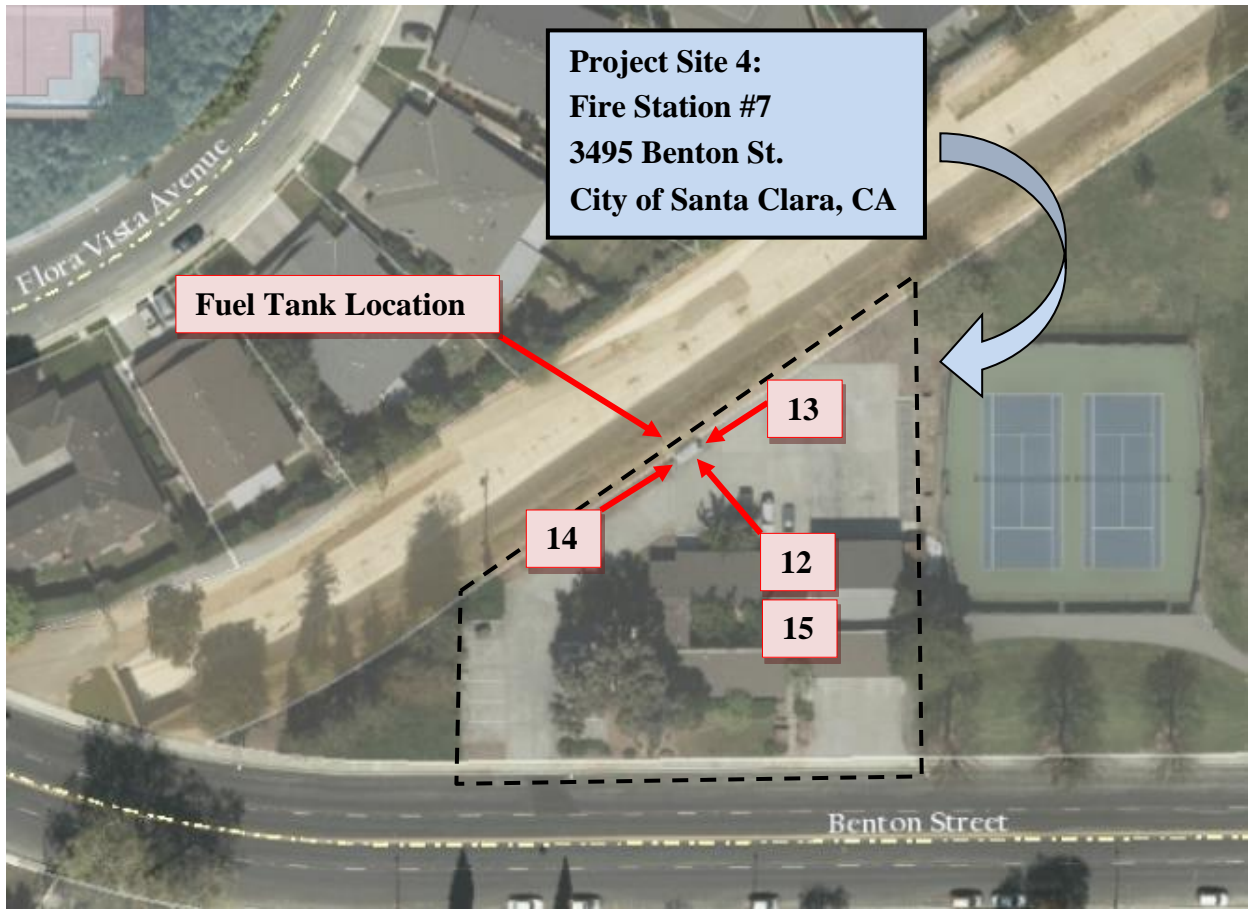 Project Site 4:
Fire Station #7
3495 Benton St.
City of Santa Clara, CA
Flora Vista Avenue
Fuel Tank Location
13
14
12
15
Benton Street